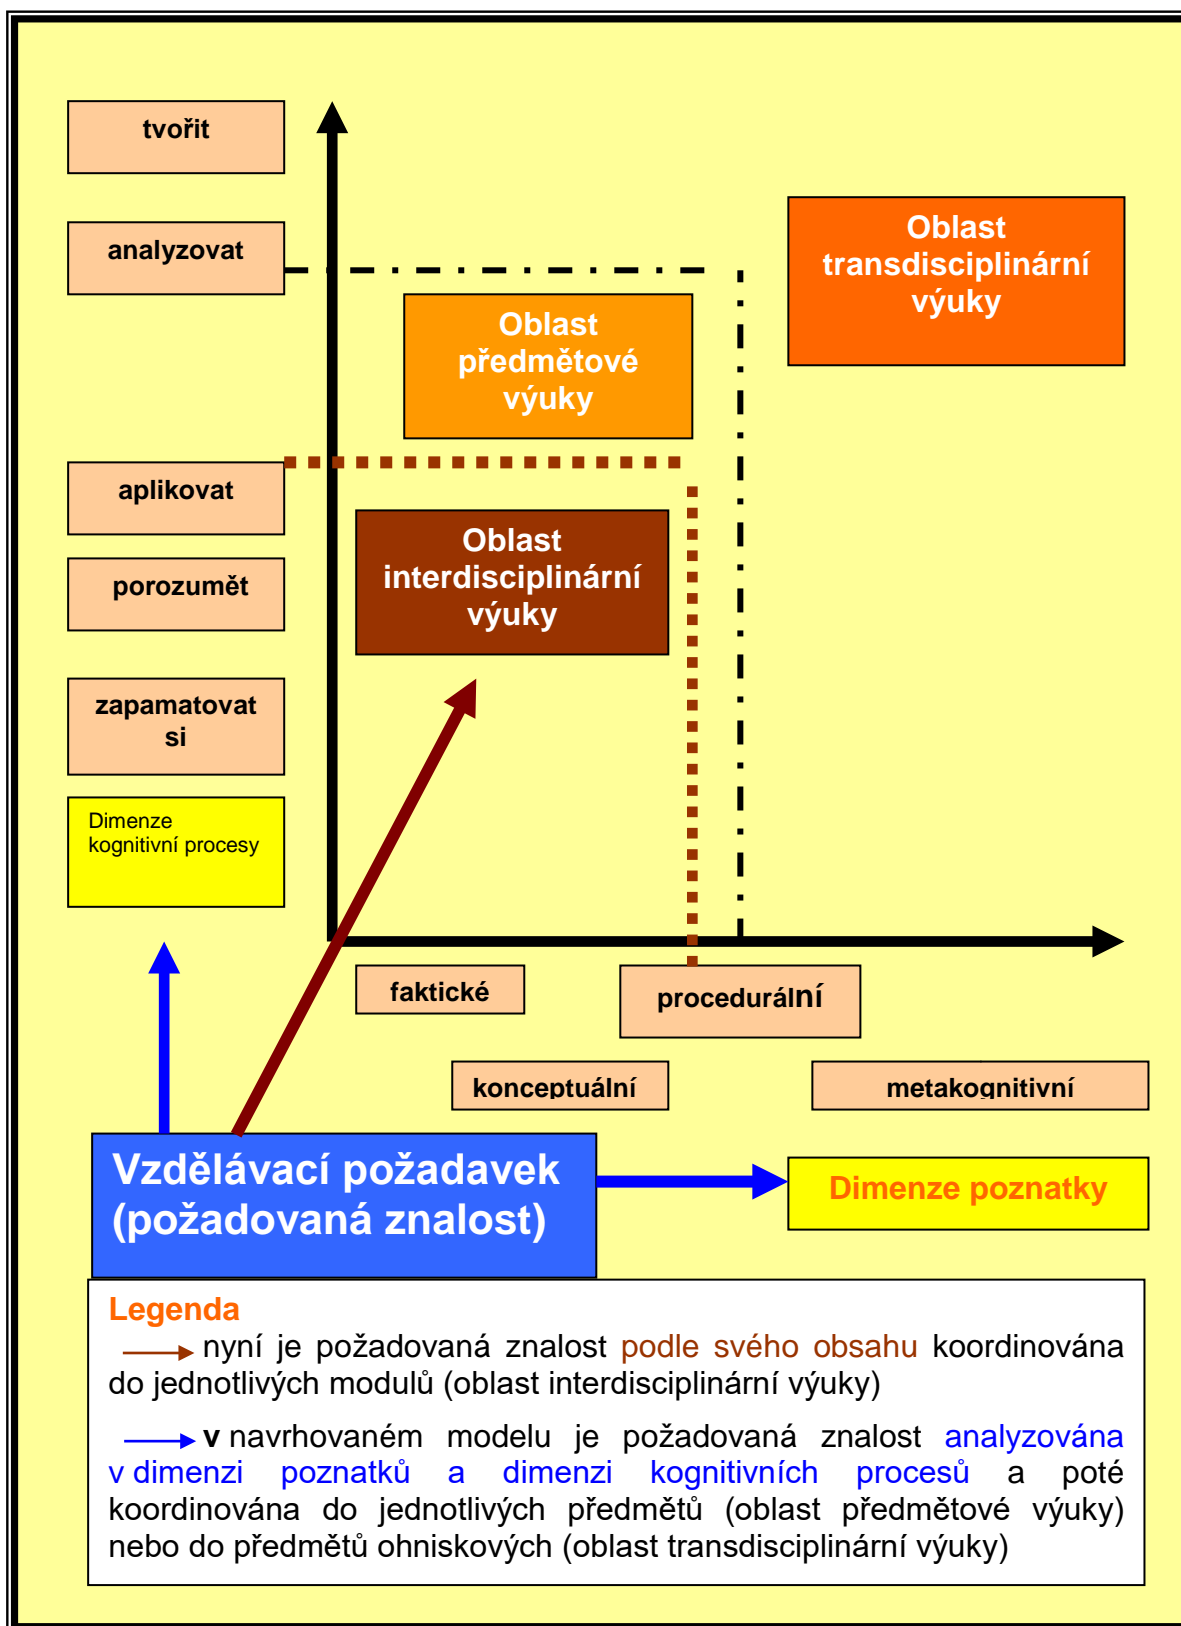 tvořit
analyzovat
Oblast
transdisciplinární
výuky
Oblast
předmětové
výuky
aplikovat
Oblast
interdisciplinární
výuky
porozumět
zapamatovat
si
Dimenze
kognitivní procesy
faktické
procedurální
konceptuální
metakognitivní
Vzdělávací požadavek
(požadovaná znalost)
Dimenze poznatky
Legenda
nyní je požadovaná znalost podle svého obsahu koordinována
do jednotlivých modulů (oblast interdisciplinární výuky)
v navrhovaném modelu je požadovaná znalost analyzována
v dimenzi poznatků a dimenzi kognitivních procesů a poté
koordinována do jednotlivých předmětů (oblast předmětové výuky)
nebo do předmětů ohniskových (oblast transdisciplinární výuky)